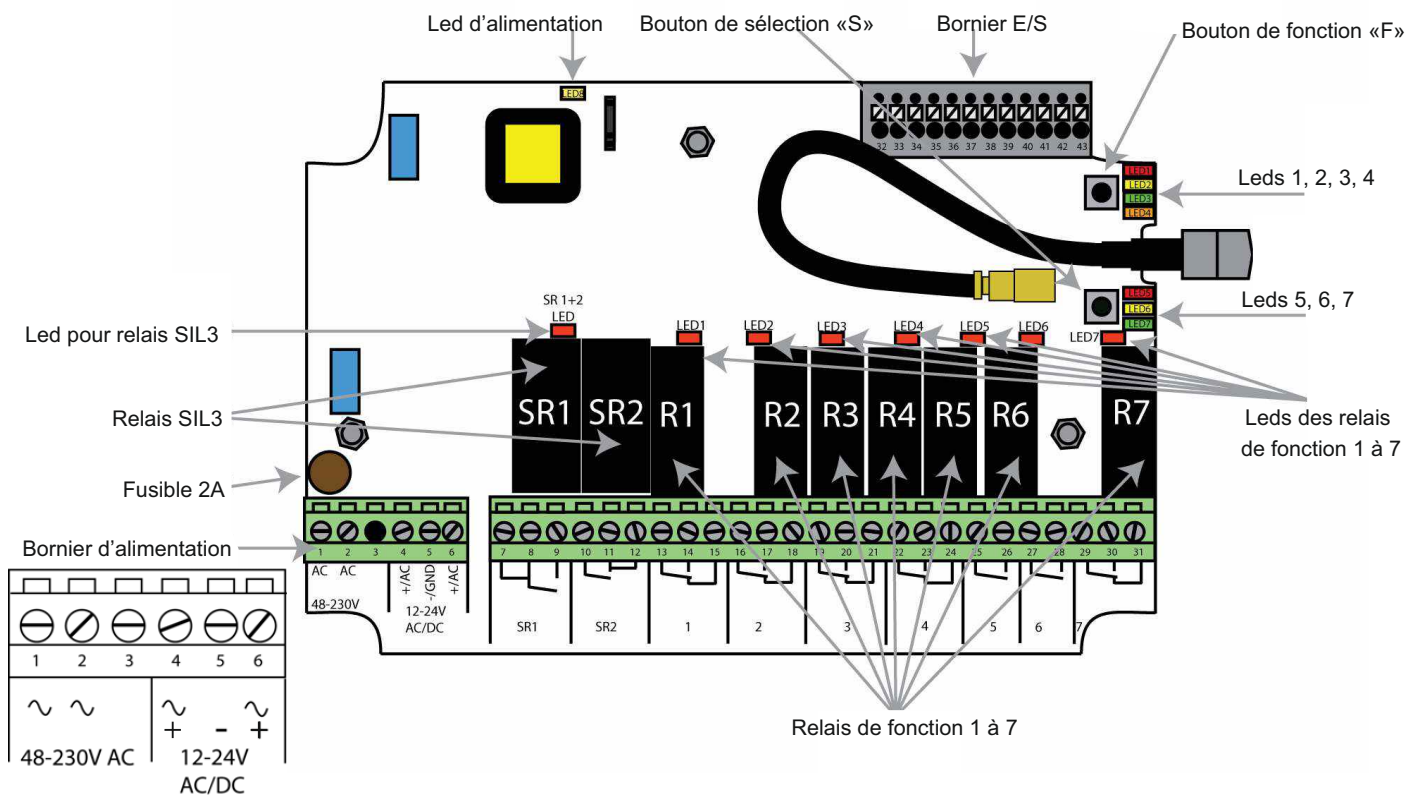 Led d'alimentation
Bouton de sélection «S»
Bornier E/S
Bouton de fonction «F»
32 33 34 35 36 37 38 39 40 41 42 43
LED1
LED2
LED3
LED4
Leds 1, 2, 3, 4
LED5
LED6
LED7
Leds 5, 6, 7
Led pour relais SIL3
SR 1+2
LED
LED1 LED2 LED3 LED4 LED5 LED6 LED7
Relais SIL3
SR1 SR2 R1 R2 R3 R4 R5 R6 R7
Leds des relais
de fonction 1 à 7
Fusible 2A
Bornier d'alimentation
1 2 3 4 5 6 7 8 9 10 11 12 13 14 15 16 17 18 19 20 21 22 23 24 25 26 27 28 29 30 31
AC AC +/AC -/GND +/AC
48-230V
12-24V
AC/DC
SR1 SR2 1 2 3 4 5 6 7
1 2 3 4 5 6
+ - +
48-230V AC
12-24V
AC/DC
Relais de fonction 1 à 7